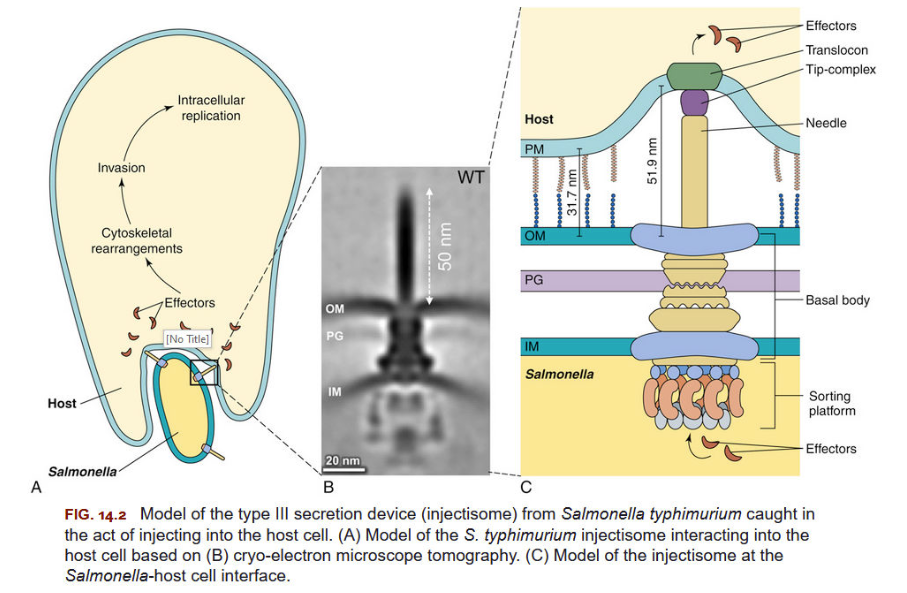 Intracellular
replication
Invasion
Cytoskeletal
rearrangements
Effectors
[No Title]
Host
Salmonella
A
WT
50 nm
OM
PG
IM
20 nm
B
Effectors
Translocon
Tip-complex
Needle
Host
PM
51.9 nm
31.7 nm
OM
PG
Basal body
IM
Salmonella
Sorting
platform
Effectors
C
FIG. 14.2 Model of the type III secretion device (injectisome) from Salmonella typhimurium caught in
the act of injecting into the host cell. (A) Model of the S. typhimurium injectisome interacting into the
host cell based on (B) cryo-electron microscope tomography. (C) Model of the injectisome at the
Salmonella-host cell interface.